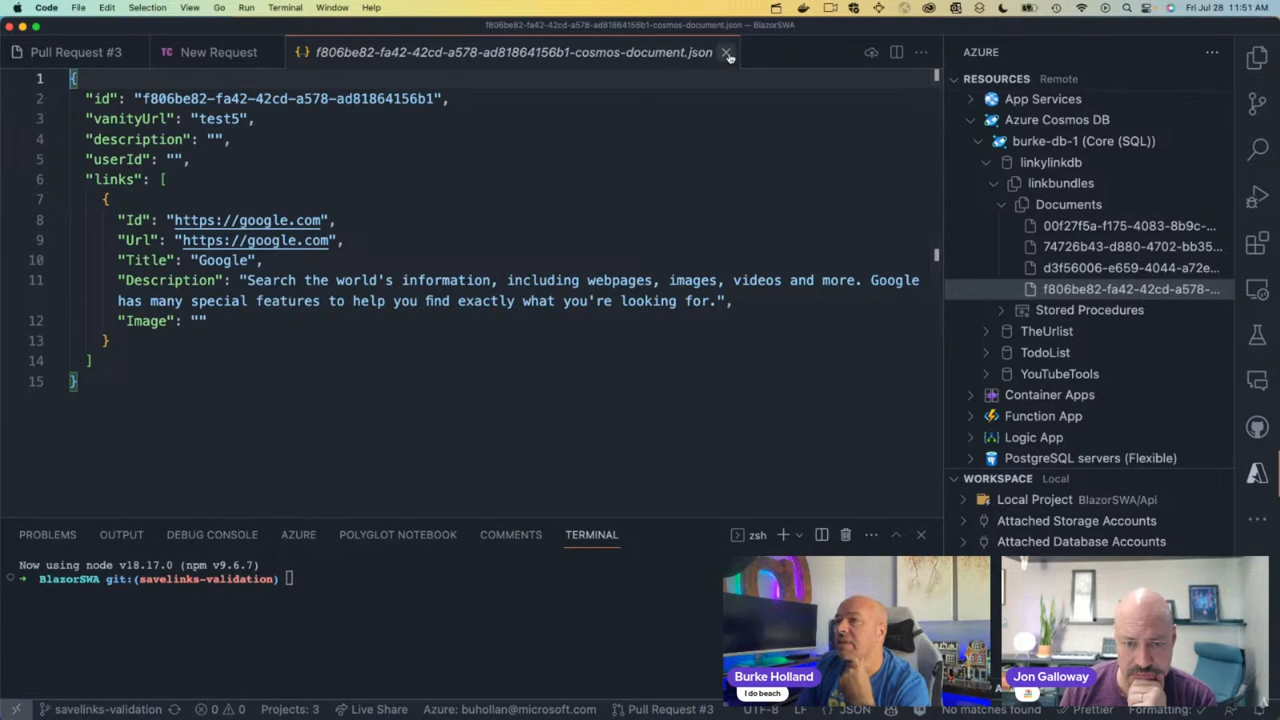 Code File Edit Selection View Go Run Terminal Window Help
Fri Jul 28 11:51 AM
f806be82-fa42-42cd-a578-ad81864156b1-cosmos-document.json — BlazorSWA
Pull Request #3
TC New Request
{} f806be82-fa42-42cd-a578-ad81864156b1-cosmos-document.json
1 {
2 "id": "f806be82-fa42-42cd-a578-ad81864156b1",
3 "vanityUrl": "test5",
4 "description": "",
5 "userId": "",
6 "links": [
7 {
8 "Id": "https://google.com",
9 "Url": "https://google.com",
10 "Title": "Google",
11 "Description": "Search the world's information, including webpages, images, videos and more. Google
has many special features to help you find exactly what you're looking for.",
12 "Image": ""
13 }
14 ]
15 }
AZURE
RESOURCES Remote
App Services
Azure Cosmos DB
burke-db-1 (Core (SQL))
linkylinkdb
linkbundles
Documents
00f27f5a-f175-4083-8b9c-...
74726b43-d880-4702-bb35...
d3f56006-e659-4044-a72e...
f806be82-fa42-42cd-a578-...
Stored Procedures
TheUrlist
TodoList
YouTubeTools
Container Apps
Function App
Logic App
PostgreSQL servers (Flexible)
WORKSPACE Local
Local Project BlazorSWA/Api
Attached Storage Accounts
Attached Database Accounts
PROBLEMS OUTPUT DEBUG CONSOLE AZURE POLYGLOT NOTEBOOK COMMENTS TERMINAL
zsh
Now using node v18.17.0 (npm v9.6.7)
BlazorSWA git:(savelinks-validation)
Burke Holland
I do beach
Jon Galloway
savelinks-validation 0 0 Projects: 3 Live Share Azure: buhollan@microsoft.com Pull Request #3 UTF-8 LF {} JSON No matches found Prettier Formatting: